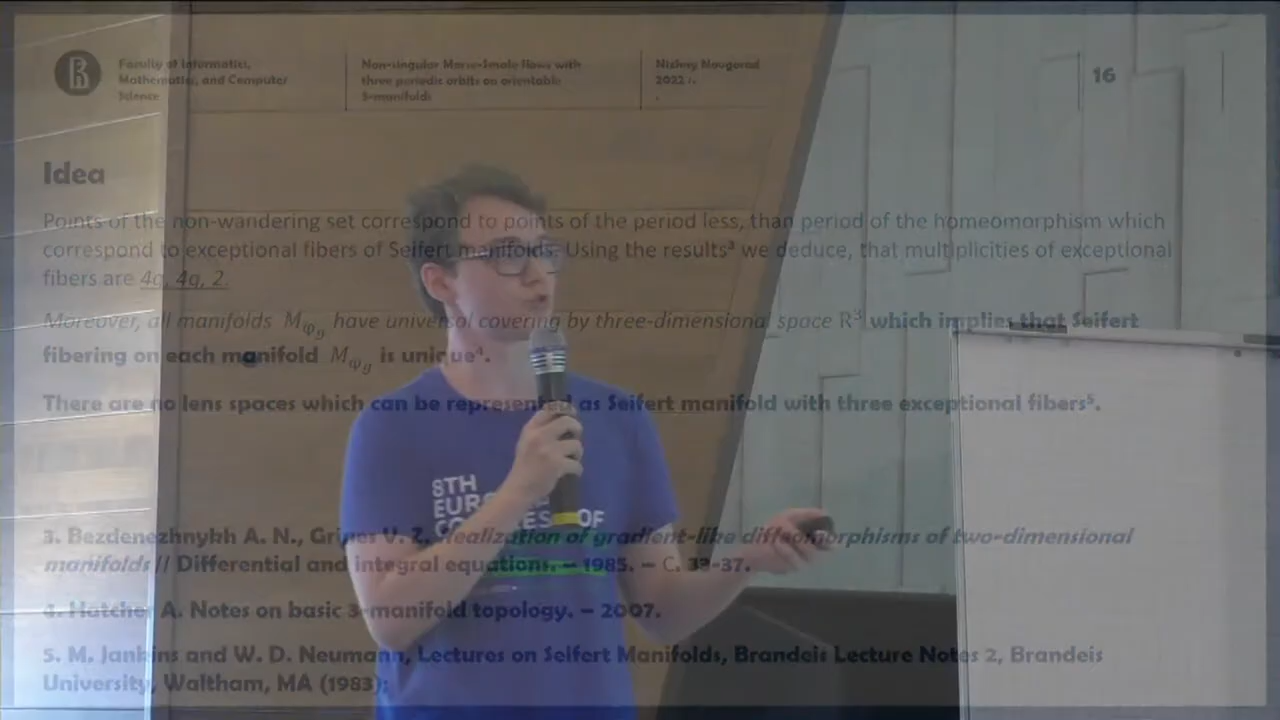 Faculty of Informatics,
Mathematics, and Computer
Science
Non-singular Morse-Smale flows with
three periodic orbits on orientable
3-manifolds
Nizhny Novgorod
2022 г.
16
Idea
Points of the non-wandering set correspond to points of the period less, than period of the homeomorphism which
correspond to exceptional fibers of Seifert manifolds. Using the results³ we deduce, that multiplicities of exceptional
fibers are 4g, 4g, 2.
Moreover, all manifolds M_{φ_g} have universal covering by three-dimensional space ℝ³ which implies that Seifert
fibering on each manifold M_{φ_g} is unique⁴.
There are no lens spaces which can be represented as Seifert manifold with three exceptional fibers⁵.
8TH
CONGRESS OF
3. Bezdenezhnykh A. N., Grines V. Z. Realization of gradient-like diffeomorphisms of two-dimensional
manifolds // Differential and integral equations. – 1985. – С. 33-37.
4. Hatcher A. Notes on basic 3-manifold topology. – 2007.
5. M. Jankins and W. D. Neumann, Lectures on Seifert Manifolds, Brandeis Lecture Notes 2, Brandeis
University, Waltham, MA (1983);